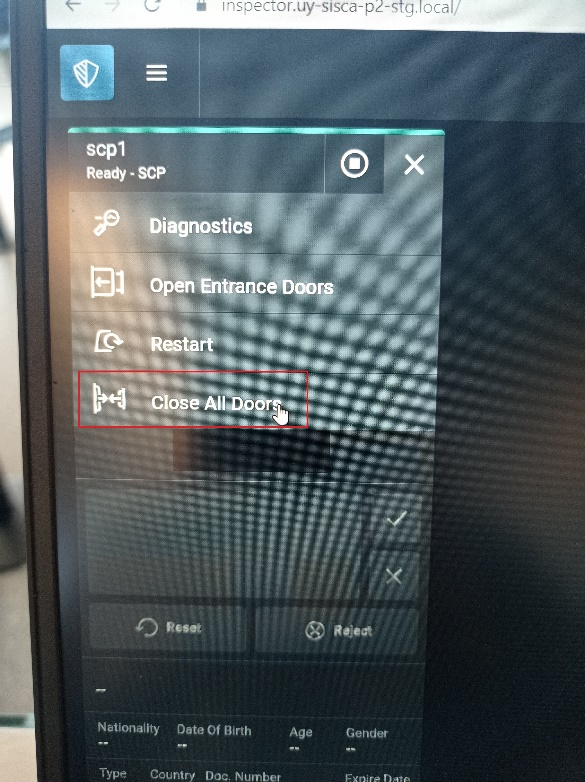 inspector.uy-sisca-p2-stg.local/
scp1
Ready - SCP
Diagnostics
Open Entrance Doors
Restart
Close All Doors
Reset
Reject
--
Nationality Date Of Birth Age Gender
-- -- -- --
Type Country Doc. Number Expire Date